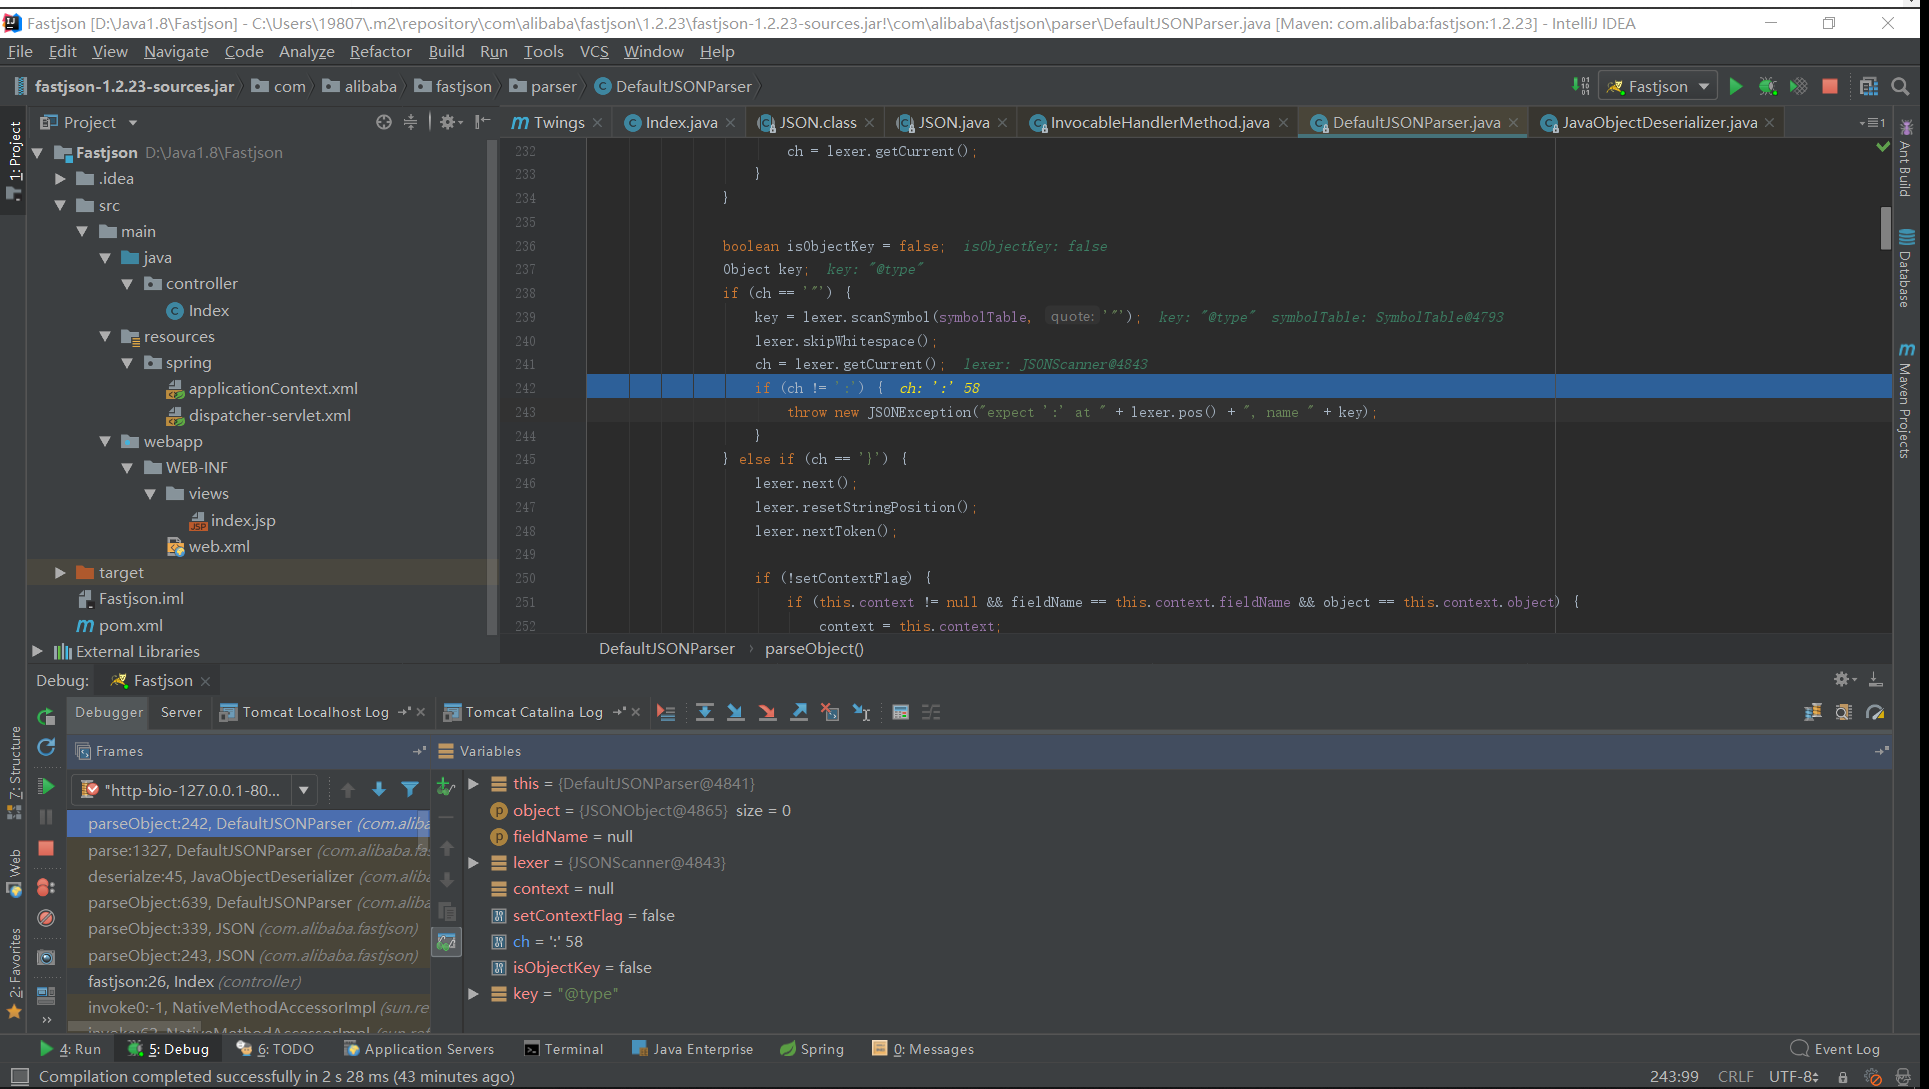 Fastjson [D:\Java1.8\Fastjson] - C:\Users\19807\.m2\repository\com\alibaba\fastjson\1.2.23\fastjson-1.2.23-sources.jar!\com\alibaba\fastjson\parser\DefaultJSONParser.java [Maven: com.alibaba:fastjson:1.2.23] - IntelliJ IDEA
File Edit View Navigate Code Analyze Refactor Build Run Tools VCS Window Help
fastjson-1.2.23-sources.jar com alibaba fastjson parser DefaultJSONParser Fastjson
Project Twings Index.java JSON.class JSON.java InvocableHandlerMethod.java DefaultJSONParser.java JavaObjectDeserializer.java
1: Project
Fastjson D:\Java1.8\Fastjson
.idea
src
main
java
controller
Index
resources
spring
applicationContext.xml
dispatcher-servlet.xml
webapp
WEB-INF
views
index.jsp
web.xml
target
Fastjson.iml
pom.xml
External Libraries
232 ch = lexer.getCurrent();
233 }
234 }
235
236 boolean isObjectKey = false; isObjectKey: false
237 Object key; key: "@type"
238 if (ch == '"') {
239 key = lexer.scanSymbol(symbolTable, quote: '"'); key: "@type" symbolTable: SymbolTable@4793
240 lexer.skipWhitespace();
241 ch = lexer.getCurrent(); lexer: JSONScanner@4843
242 if (ch != ':') { ch: ':' 58
243 throw new JSONException("expect ':' at " + lexer.pos() + ", name " + key);
244 }
245 } else if (ch == '}') {
246 lexer.next();
247 lexer.resetStringPosition();
248 lexer.nextToken();
249
250 if (!setContextFlag) {
251 if (this.context != null && fieldName == this.context.fieldName && object == this.context.object) {
252 context = this.context;
DefaultJSONParser › parseObject()
Ant Build
Database
Maven Projects
Debug: Fastjson
Debugger Server Tomcat Localhost Log Tomcat Catalina Log
Frames Variables
"http-bio-127.0.0.1-80...
parseObject:242, DefaultJSONParser (com.aliba
parse:1327, DefaultJSONParser (com.alibaba.fas
deserialze:45, JavaObjectDeserializer (com.aliba
parseObject:639, DefaultJSONParser (com.aliba
parseObject:339, JSON (com.alibaba.fastjson)
parseObject:243, JSON (com.alibaba.fastjson)
fastjson:26, Index (controller)
invoke0:-1, NativeMethodAccessorImpl (sun.re
invoke:62, NativeMethodAccessorImpl (sun.ref
this = {DefaultJSONParser@4841}
object = {JSONObject@4865} size = 0
fieldName = null
lexer = {JSONScanner@4843}
context = null
setContextFlag = false
ch = ':' 58
isObjectKey = false
key = "@type"
7: Structure
Web
2: Favorites
4: Run 5: Debug 6: TODO Application Servers Terminal Java Enterprise Spring 0: Messages Event Log
Compilation completed successfully in 2 s 28 ms (43 minutes ago) 243:99 CRLF UTF-8